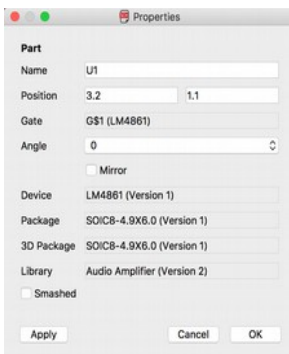 Properties
Part
Name U1
Position 3.2 1.1
Gate G$1 (LM4861)
Angle 0
Mirror
Device LM4861 (Version 1)
Package SOIC8-4.9X6.0 (Version 1)
3D Package SOIC8-4.9X6.0 (Version 1)
Library Audio Amplifier (Version 2)
Smashed
Apply Cancel OK